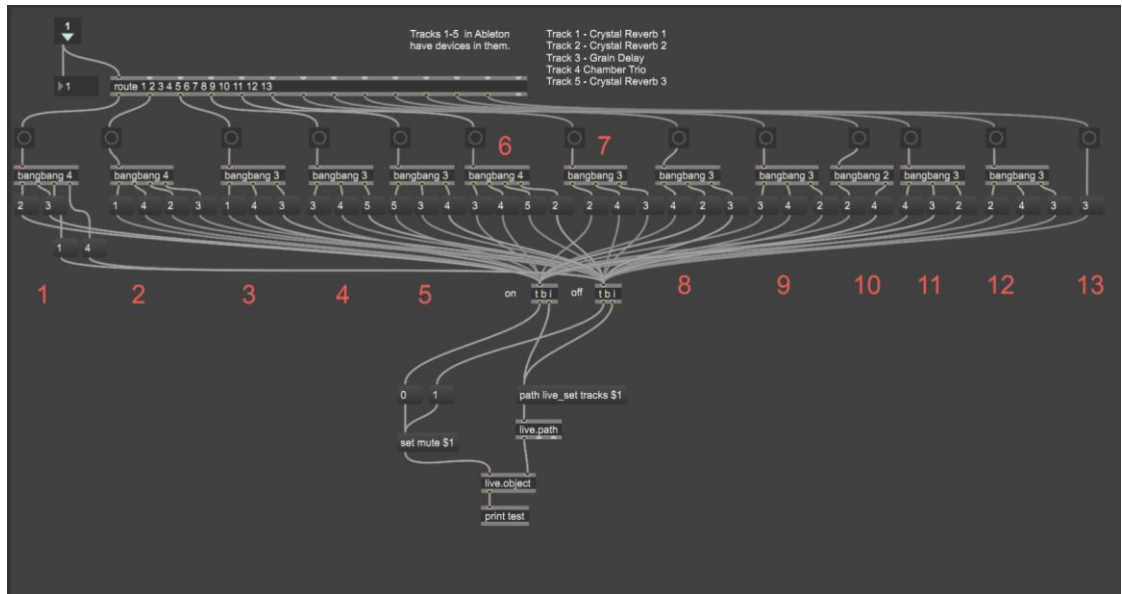 1
Tracks 1-5 in Ableton
have devices in them.
Track 1 - Crystal Reverb 1
Track 2 - Crystal Reverb 2
Track 3 - Grain Delay
Track 4 Chamber Trio
Track 5 - Crystal Reverb 3
1
route 1 2 3 4 5 6 7 8 9 10 11 12 13
6 7
bangbang 4 bangbang 4 bangbang 3 bangbang 3 bangbang 3 bangbang 4 bangbang 3 bangbang 3 bangbang 3 bangbang 2 bangbang 3 bangbang 3
2 3 1 4 2 3 1 4 3 3 4 5 5 3 4 3 5 2 2 4 3 4 2 3 3 4 2 2 4 4 3 2 2 4 3 3
1 4
1 2 3 4 5 on t b i off t b i 8 9 10 11 12 13
0 1 path live_set tracks $1
live.path
set mute $1
live.object
print test